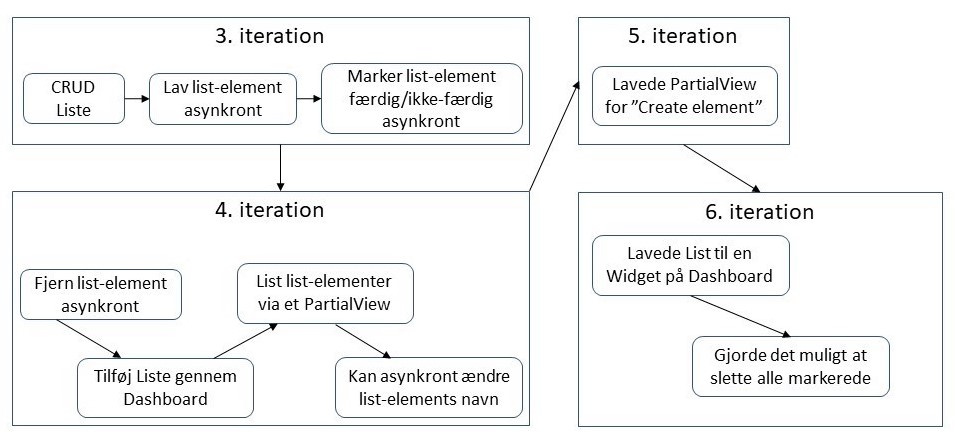 3. iteration
CRUD
Liste
Lav list-element
asynkront
Marker list-element
færdig/ikke-færdig
asynkront
4. iteration
Fjern list-element
asynkront
Tilføj Liste gennem
Dashboard
List list-elementer
via et PartialView
Kan asynkront ændre
list-elements navn
5. iteration
Lavede PartialView
for ”Create element”
6. iteration
Lavede List til en
Widget på Dashboard
Gjorde det muligt at
slette alle markerede